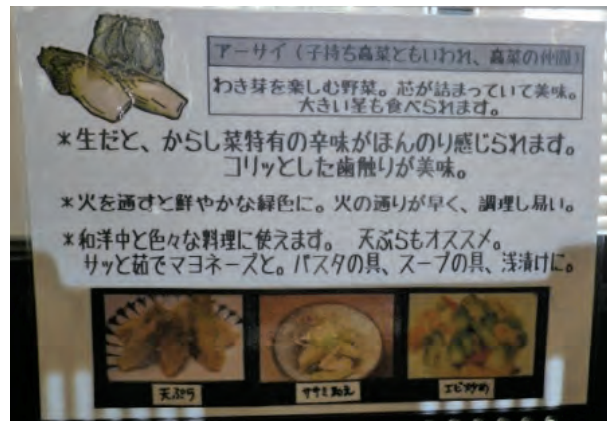 アーサイ（子持ち高菜ともいわれ、高菜の仲間）
わき芽を楽しむ野菜。芯が詰まっていて美味。
大きい茎も食べられます。
＊生だと、からし菜特有の辛味がほんのり感じられます。
コリッとした歯触りが美味。
＊火を通すと鮮やかな緑色に。火の通りが早く、調理し易い。
＊和洋中と色々な料理に使えます。　天ぷらもオススメ。
サッと茹でマヨネーズと。パスタの具、スープの具、浅漬けに。
天ぷら
ササミ和え
エビ炒め